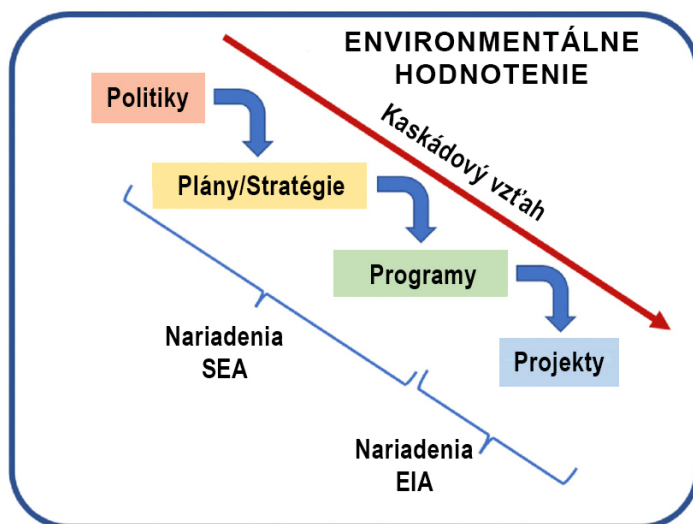 ENVIRONMENTÁLNE
HODNOTENIE
Politiky
Kaskádový vzťah
Plány/Stratégie
Programy
Projekty
Nariadenia
SEA
Nariadenia
EIA